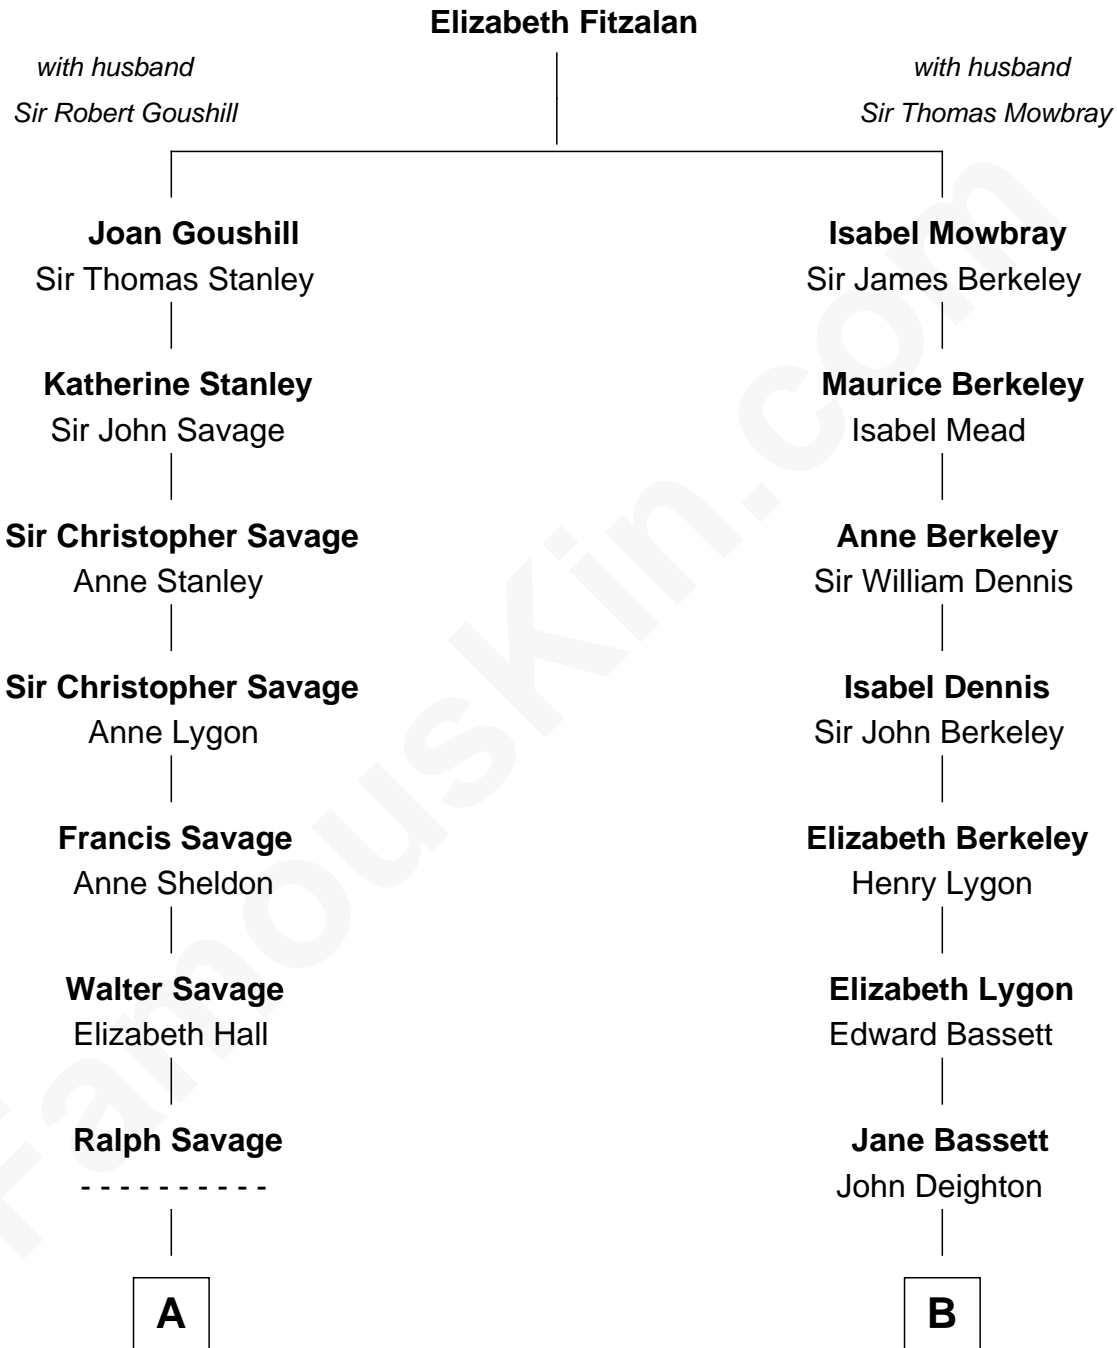 Elizabeth Fitzalan
with husband
Sir Robert Goushill
with husband
Sir Thomas Mowbray
Joan Goushill
Sir Thomas Stanley
Katherine Stanley
Sir John Savage
Sir Christopher Savage
Anne Stanley
Sir Christopher Savage
Anne Lygon
Francis Savage
Anne Sheldon
Walter Savage
Elizabeth Hall
Ralph Savage
- - - - - - - - - -
A
Isabel Mowbray
Sir James Berkeley
Maurice Berkeley
Isabel Mead
Anne Berkeley
Sir William Dennis
Isabel Dennis
Sir John Berkeley
Elizabeth Berkeley
Henry Lygon
Elizabeth Lygon
Edward Bassett
Jane Bassett
John Deighton
B
FamousKin.com